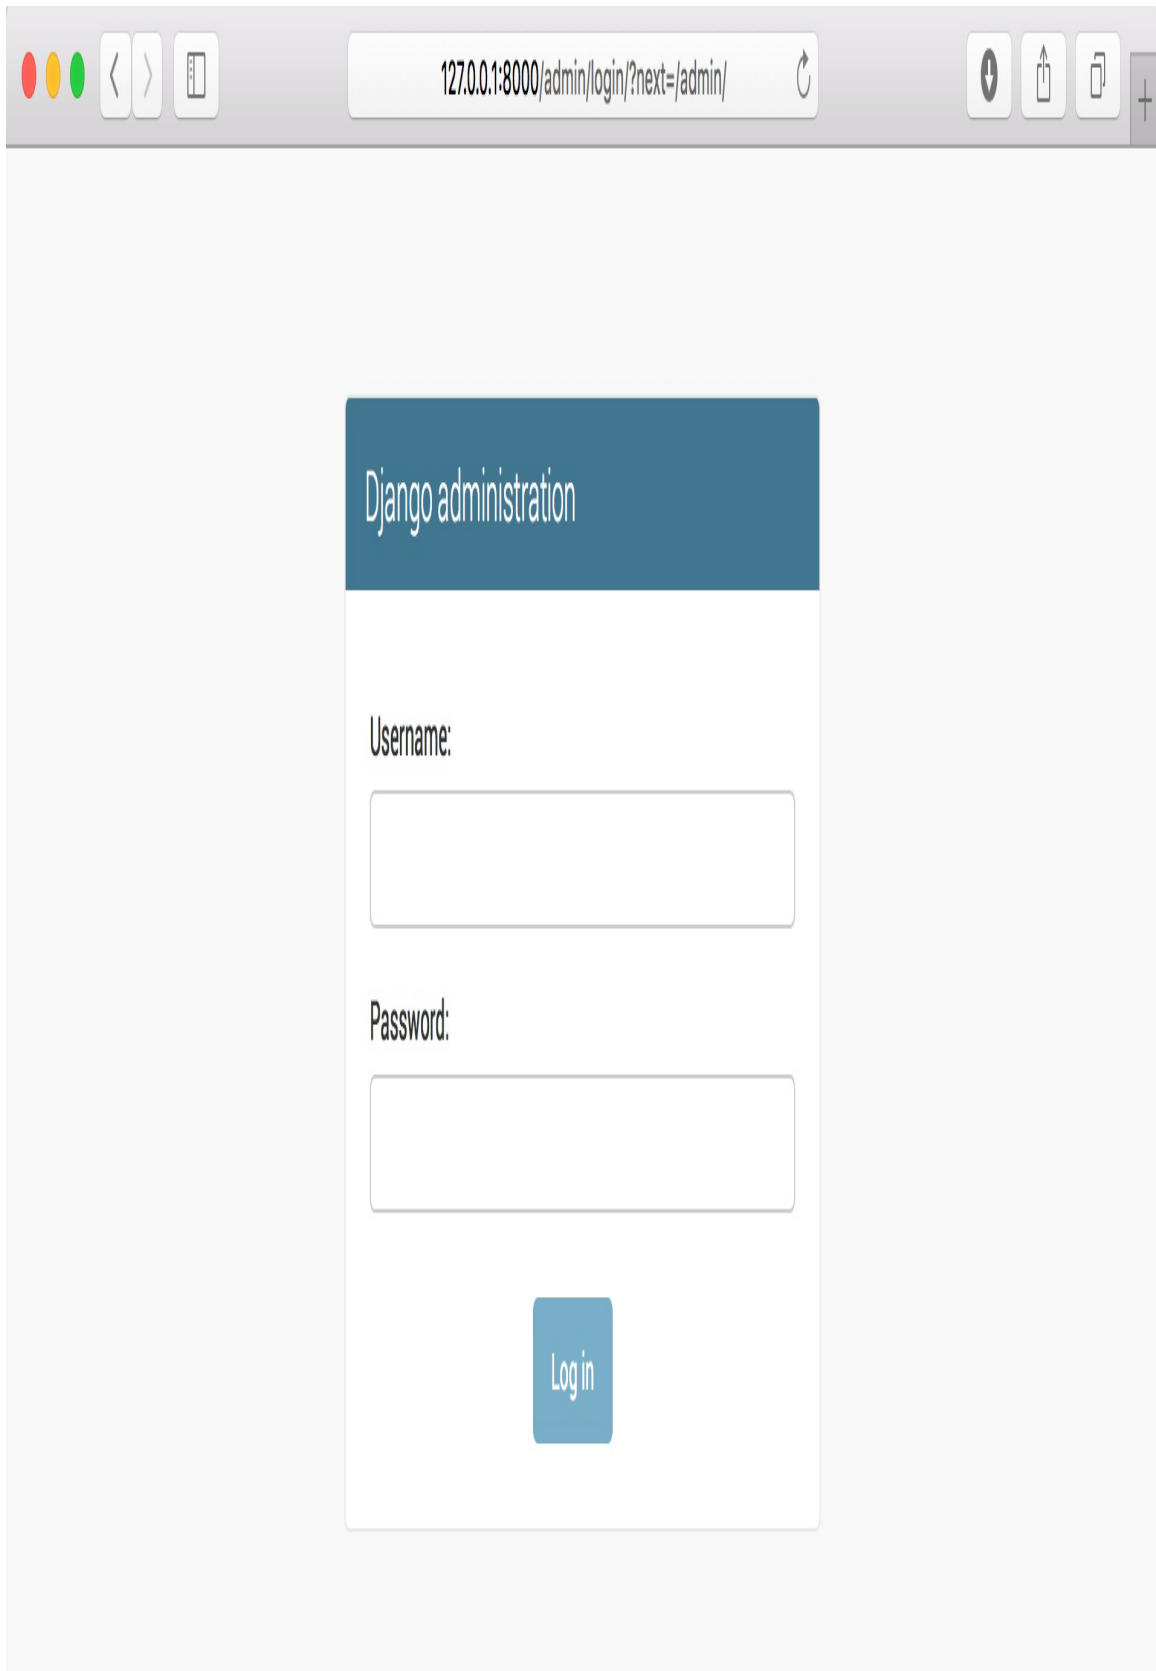 127.0.0.1:8000/admin/login/?next=/admin/
Django administration
Username:
Password:
Log in